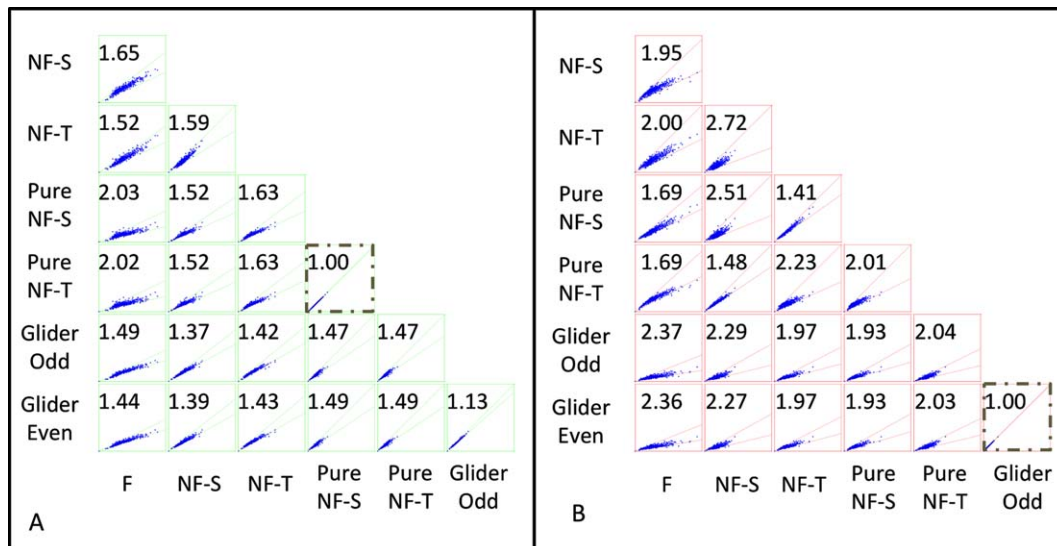 NF-S 1.65
NF-T 1.52 1.59
Pure
NF-S 2.03 1.52 1.63
Pure
NF-T 2.02 1.52 1.63 1.00
Glider
Odd 1.49 1.37 1.42 1.47 1.47
Glider
Even 1.44 1.39 1.43 1.49 1.49 1.13
F NF-S NF-T Pure Pure Glider
NF-S NF-T Odd
A
NF-S 1.95
NF-T 2.00 2.72
Pure
NF-S 1.69 2.51 1.41
Pure
NF-T 1.69 1.48 2.23 2.01
Glider
Odd 2.37 2.29 1.97 1.93 2.04
Glider
Even 2.36 2.27 1.97 1.93 2.03 1.00
F NF-S NF-T Pure Pure Glider
NF-S NF-T Odd
B